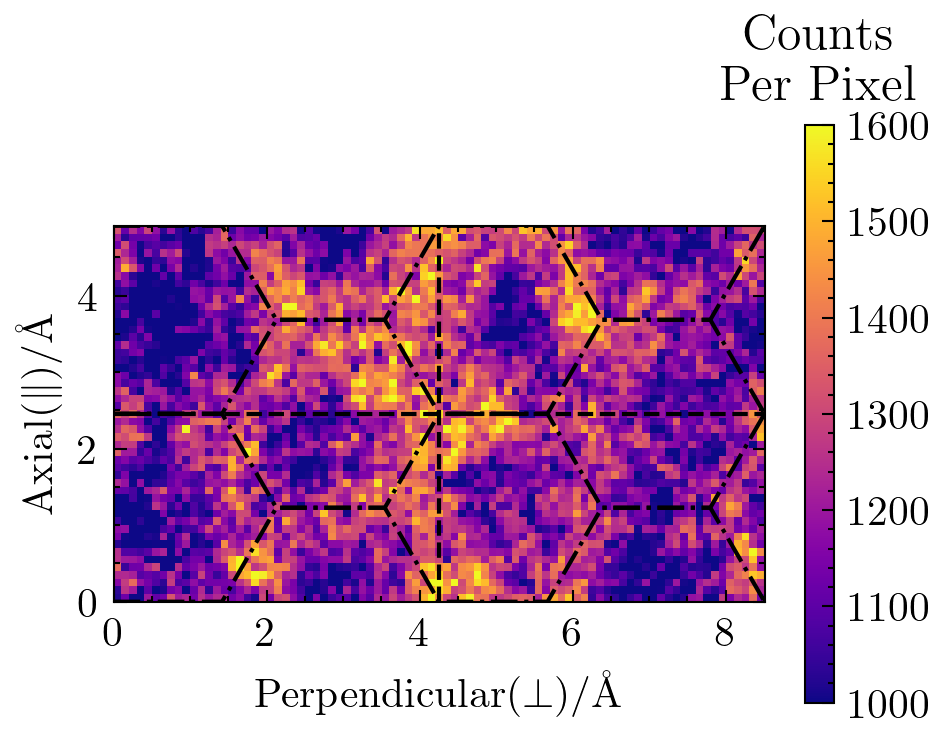 Counts
Per Pixel
1600
1500
1400
1300
1200
1100
1000
4
2
0
Axial(||)/Å
0 2 4 6 8
Perpendicular(⊥)/Å